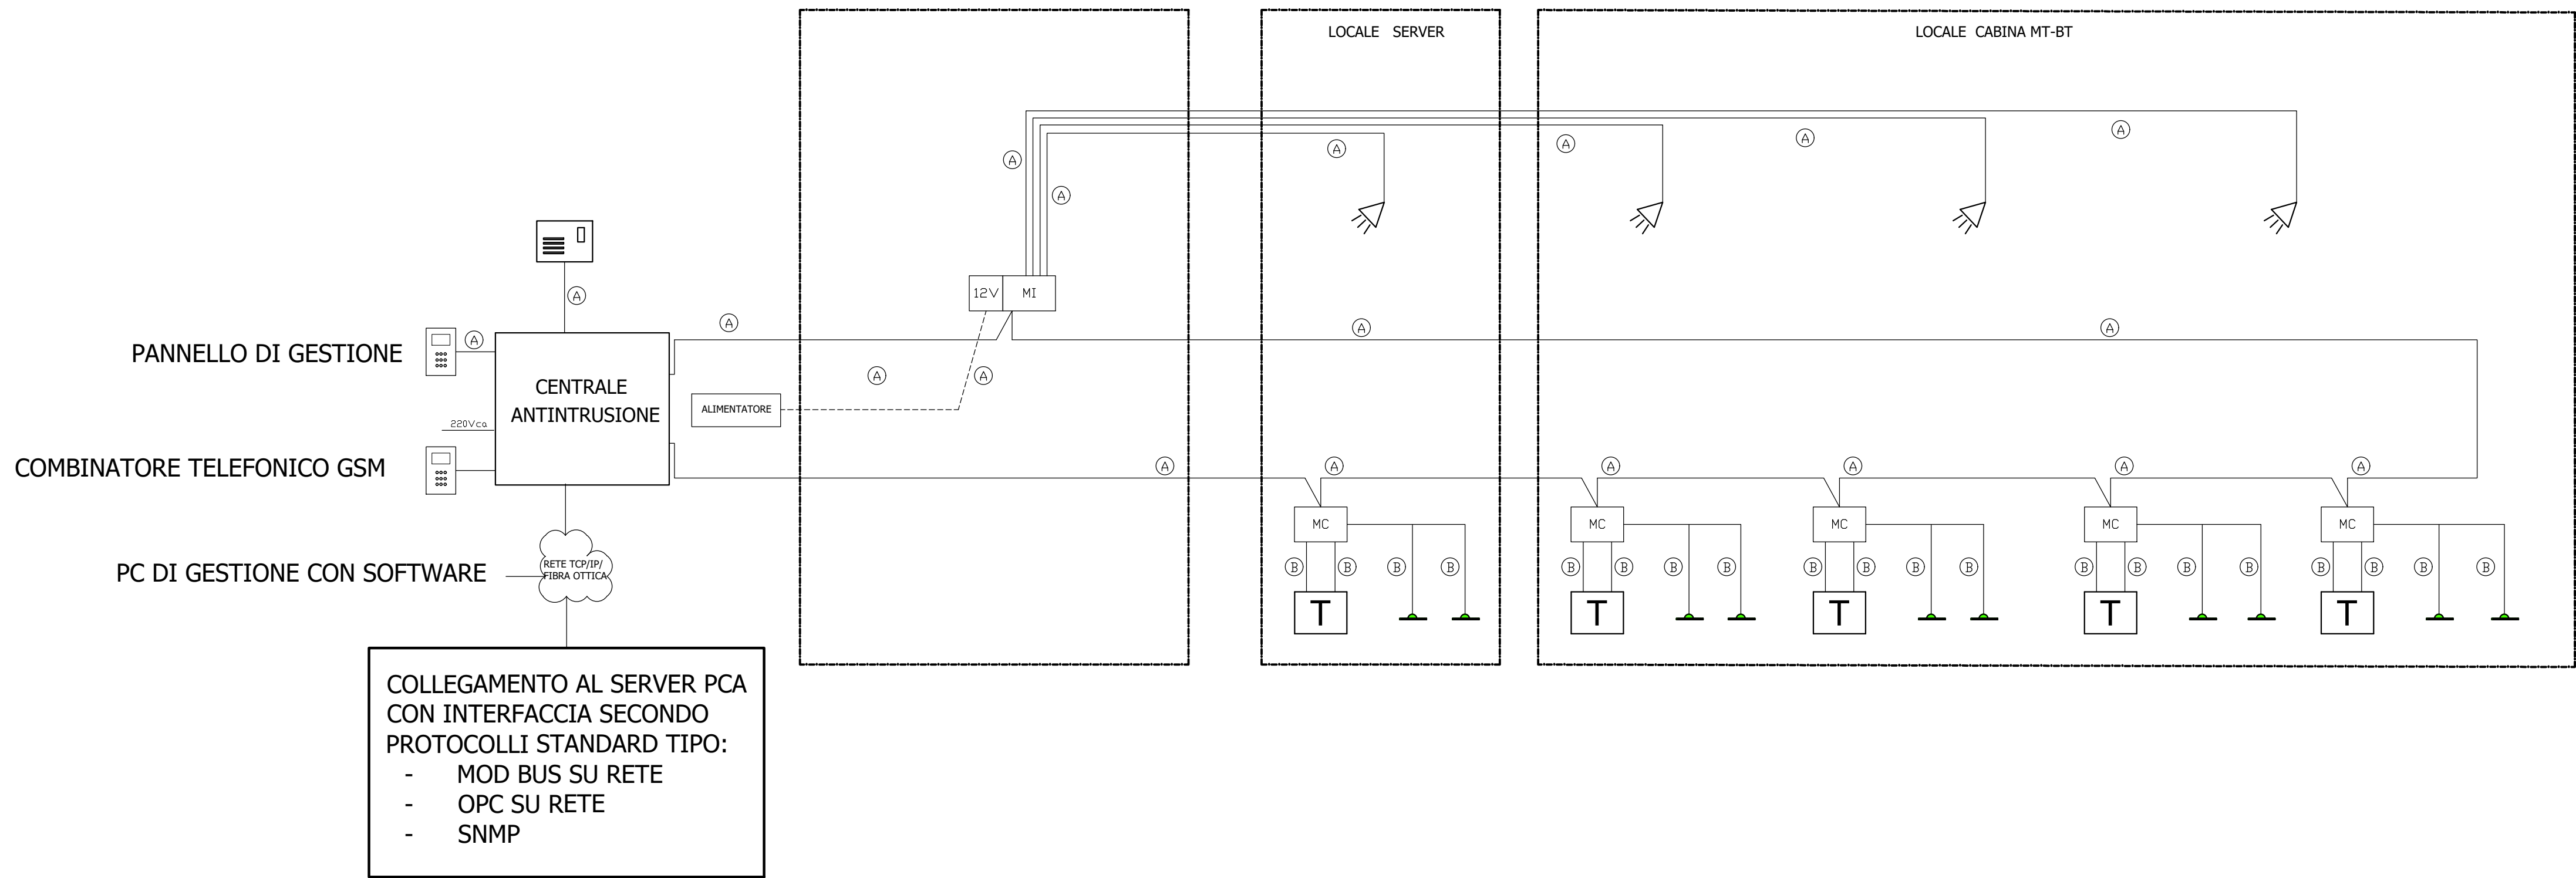 LOCALE SERVER
LOCALE CABINA MT-BT
A
A
A
A
A
A
A
12V MI
A
A
A
A
PANNELLO DI GESTIONE
A
CENTRALE
ANTINTRUSIONE
A
A
ALIMENTATORE
220Vca
COMBINATORE TELEFONICO GSM
A
A
A
A
A
A
MC
MC
MC
MC
MC
RETE TCP/IP/
FIBRA OTTICA
PC DI GESTIONE CON SOFTWARE
B B B B
B B B B
B B B B
B B B B
B B B B
T
T
T
T
T
COLLEGAMENTO AL SERVER PCA
CON INTERFACCIA SECONDO
PROTOCOLLI STANDARD TIPO:
- MOD BUS SU RETE
- OPC SU RETE
- SNMP